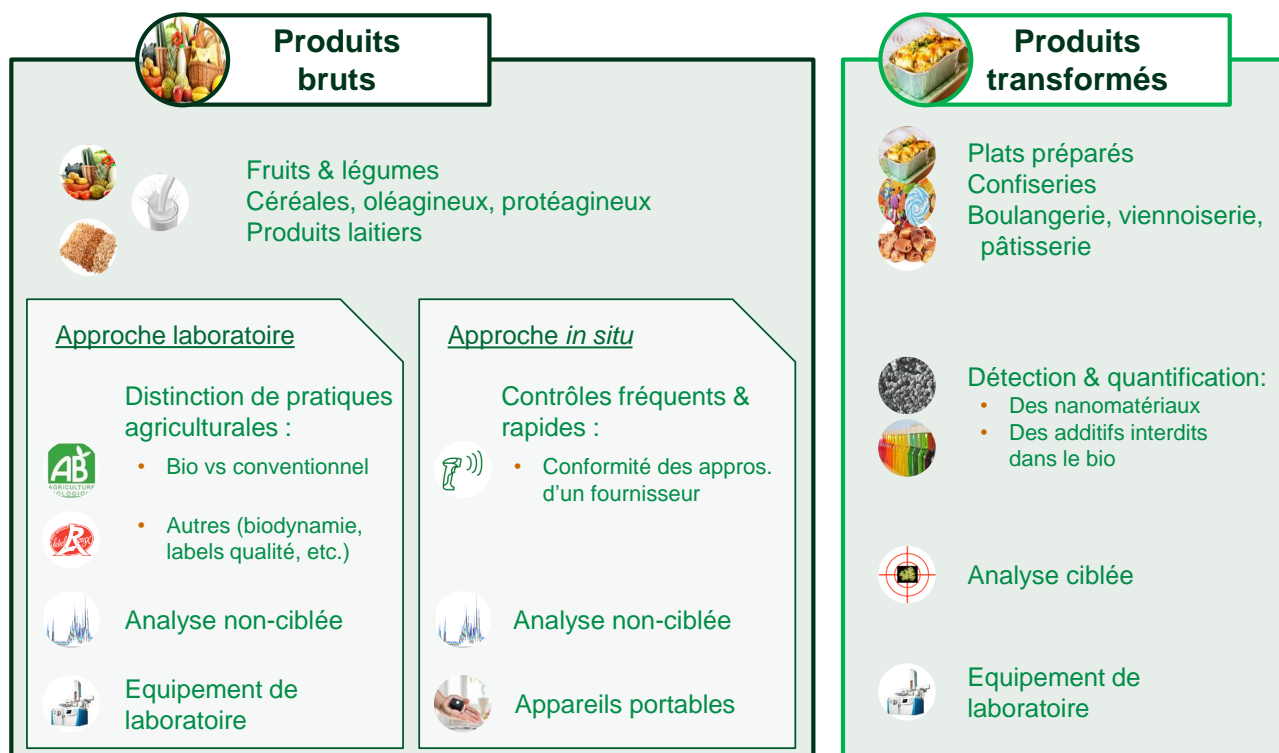 Produits
bruts
Fruits & légumes
Céréales, oléagineux, protéagineux
Produits laitiers
Approche laboratoire
Distinction de pratiques
agriculturales :
AB
AGRICULTURE
• Bio vs conventionnel
• Autres (biodynamie,
labels qualité, etc.)
Analyse non-ciblée
Equipement de
laboratoire
Approche in situ
Contrôles fréquents &
rapides :
• Conformité des appros.
d'un fournisseur
Analyse non-ciblée
Appareils portables
Produits
transformés
Plats préparés
Confiseries
Boulangerie, viennoiserie,
pâtisserie
Détection & quantification:
• Des nanomatériaux
• Des additifs interdits
dans le bio
Analyse ciblée
Equipement de
laboratoire